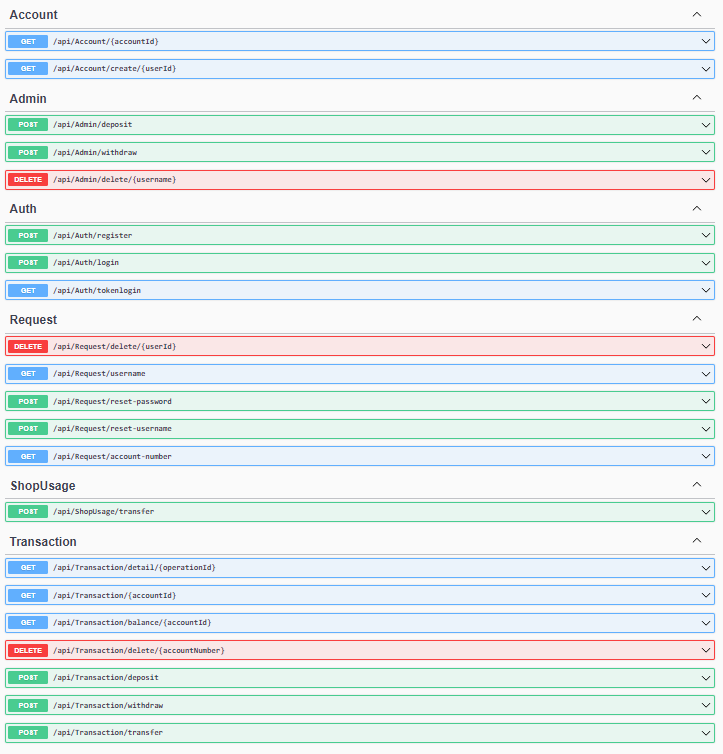 Account
GET /api/Account/{accountId}
GET /api/Account/create/{userId}
Admin
POST /api/Admin/deposit
POST /api/Admin/withdraw
DELETE /api/Admin/delete/{username}
Auth
POST /api/Auth/register
POST /api/Auth/login
GET /api/Auth/tokenlogin
Request
DELETE /api/Request/delete/{userId}
GET /api/Request/username
POST /api/Request/reset-password
POST /api/Request/reset-username
GET /api/Request/account-number
ShopUsage
POST /api/ShopUsage/transfer
Transaction
GET /api/Transaction/detail/{operationId}
GET /api/Transaction/{accountId}
GET /api/Transaction/balance/{accountId}
DELETE /api/Transaction/delete/{accountNumber}
POST /api/Transaction/deposit
POST /api/Transaction/withdraw
POST /api/Transaction/transfer